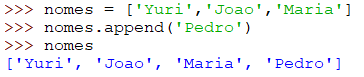 >>> nomes = ['Yuri','Joao','Maria']
>>> nomes.append('Pedro')
>>> nomes
['Yuri', 'Joao', 'Maria', 'Pedro']